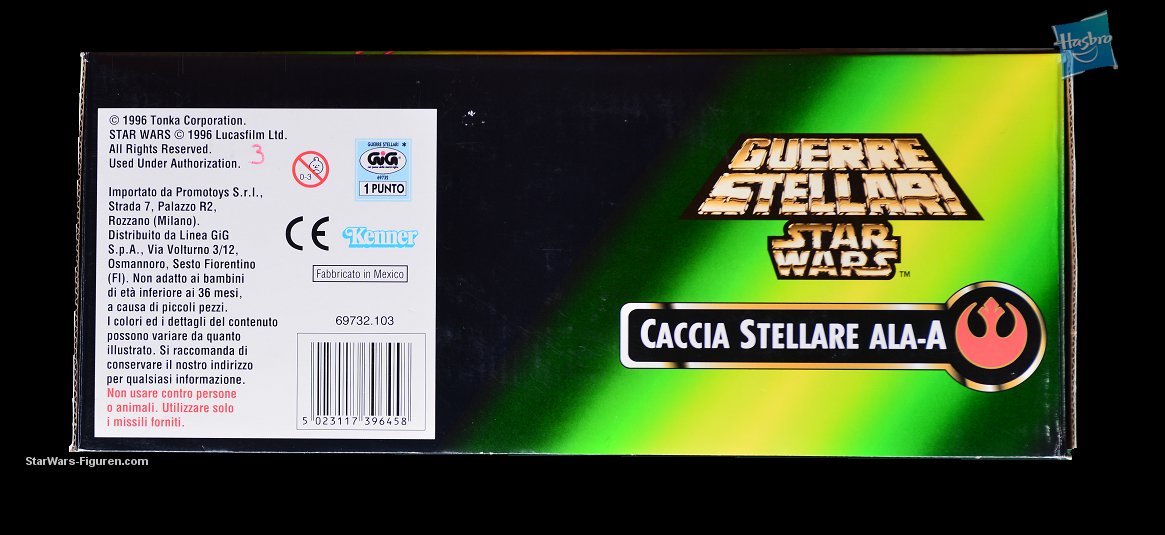 Hasbro
© 1996 Tonka Corporation.
STAR WARS © 1996 Lucasfilm Ltd.
All Rights Reserved.
Used Under Authorization.
3
Importato da Promotoys S.r.l.,
Strada 7, Palazzo R2,
Rozzano (Milano).
Distribuito da Linea GiG
S.p.A., Via Volturno 3/12,
Osmannoro, Sesto Fiorentino
(FI). Non adatto ai bambini
di età inferiore ai 36 mesi,
a causa di piccoli pezzi.
I colori ed i dettagli del contenuto
possono variare da quanto
illustrato. Si raccomanda di
conservare il nostro indirizzo
per qualsiasi informazione.
Non usare contro persone
o animali. Utilizzare solo
i missili forniti.
0-3
GUERRE STELLARI *
GiG
69735
1 PUNTO
CE
Kenner
Fabbricato in Mexico
69732.103
5 023117 396458
GUERRE
STELLARI
STAR
WARS
TM
CACCIA STELLARE ALA-A
StarWars-Figuren.com